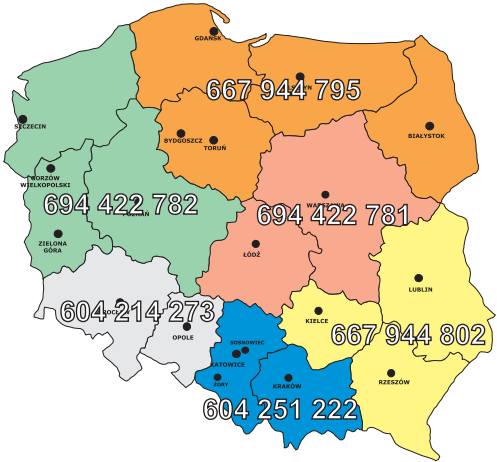 GDAŃSK
667 944 795
SZCZECIN
BIAŁYSTOK
BYDGOSZCZ
TORUŃ
GORZÓW
WIELKOPOLSKI
694 422 782
694 422 781
ZIELONA
GÓRA
ŁÓDŹ
LUBLIN
604 214 273
KIELCE
OPOLE
667 944 802
SOSNOWIEC
KATOWICE
RZESZÓW
ŻORY
KRAKÓW
604 251 222